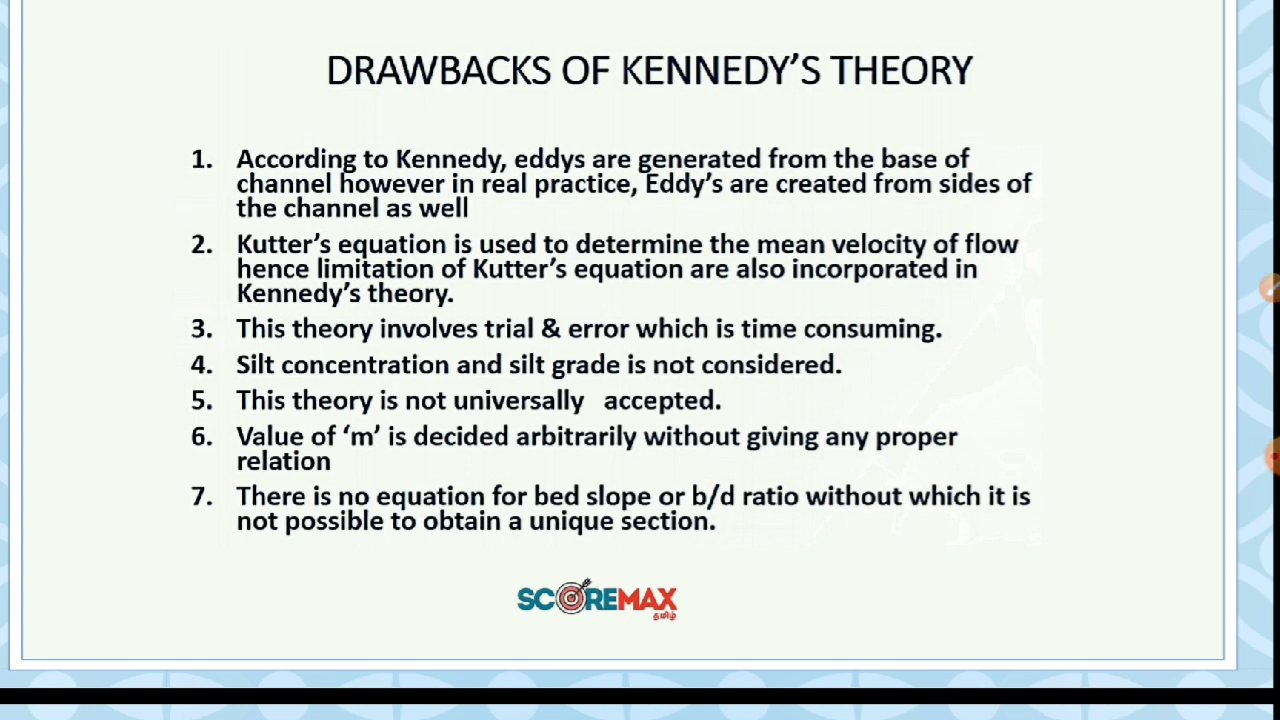 DRAWBACKS OF KENNEDY'S THEORY
1. According to Kennedy, eddys are generated from the base of
channel however in real practice, Eddy's are created from sides of
the channel as well
2. Kutter's equation is used to determine the mean velocity of flow
hence limitation of Kutter's equation are also incorporated in
Kennedy's theory.
3. This theory involves trial & error which is time consuming.
4. Silt concentration and silt grade is not considered.
5. This theory is not universally accepted.
6. Value of 'm' is decided arbitrarily without giving any proper
relation
7. There is no equation for bed slope or b/d ratio without which it is
not possible to obtain a unique section.
SCOREMAX
தமிழ்